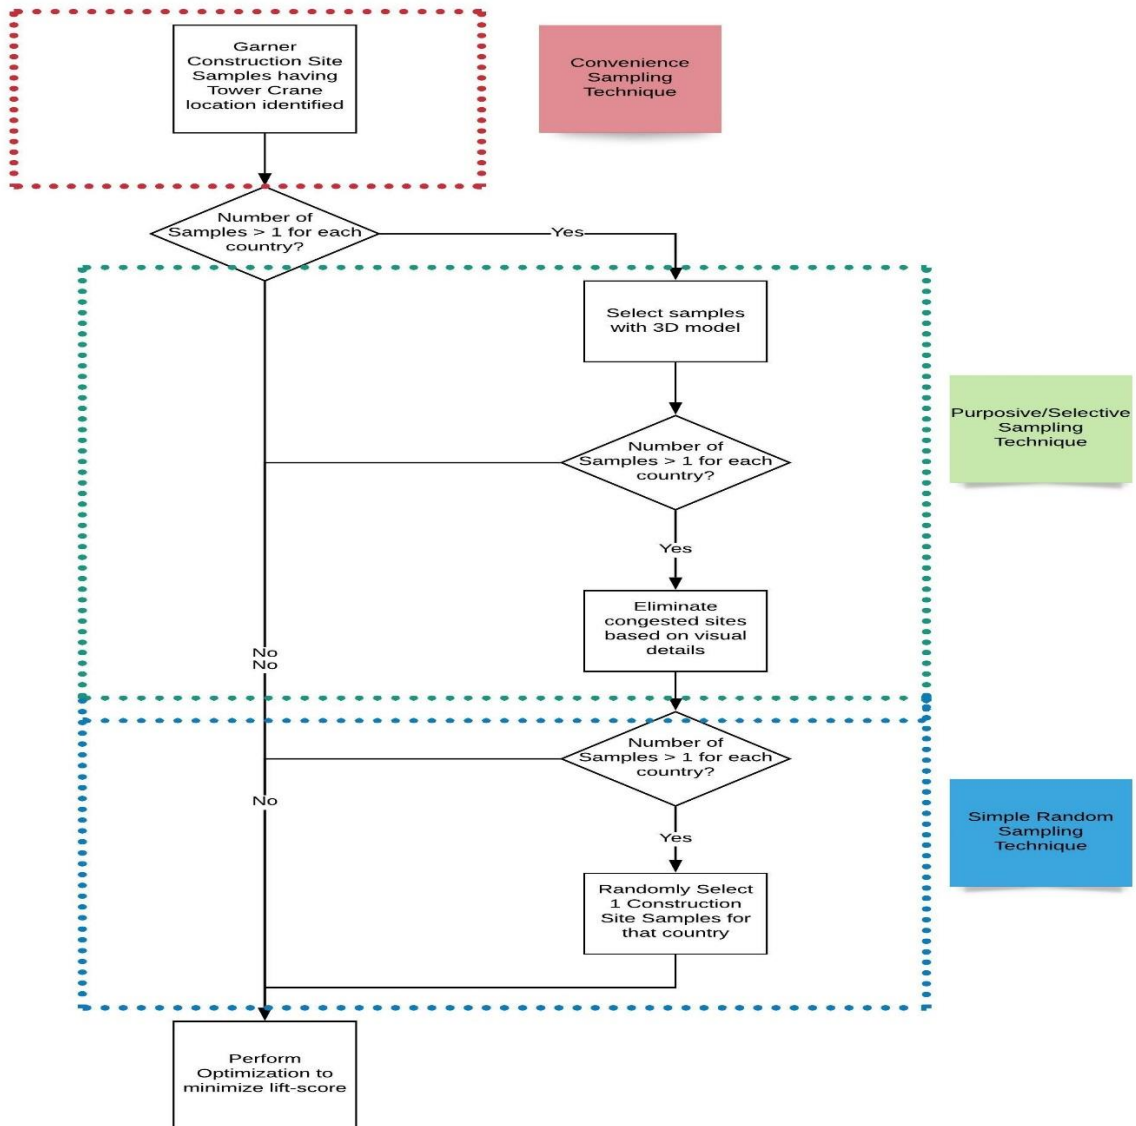 Garner
Construction Site
Samples having
Tower Crane
location identified
Convenience
Sampling
Technique
Number of
Samples > 1 for each
country?
Yes
Select samples
with 3D model
Purposive/Selective
Sampling
Technique
Number of
Samples > 1 for each
country?
Yes
Eliminate
congested sites
based on visual
details
No
No
Number of
Samples > 1 for each
country?
No
Yes
Simple Random
Sampling
Technique
Randomly Select
1 Construction
Site Samples for
that country
Perform
Optimization to
minimize lift-score